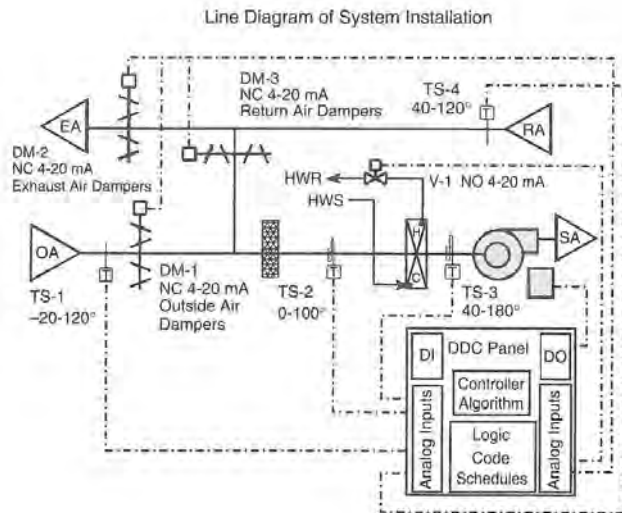 Line Diagram of System Installation
DM-3
NC 4-20 mA
Return Air Dampers
TS-4
40-120°
T
EA
RA
DM-2
NC 4-20 mA
Exhaust Air Dampers
HWR
V-1 NO 4-20 mA
HWS
OA
H
C
SA
T
TS-1
–20-120°
DM-1
NC 4-20 mA
Outside Air
Dampers
T
TS-2
0-100°
T
TS-3
40-180°
DI
DDC Panel
DO
Analog Inputs
Controller
Algorithm
Logic
Code
Schedules
Analog Inputs